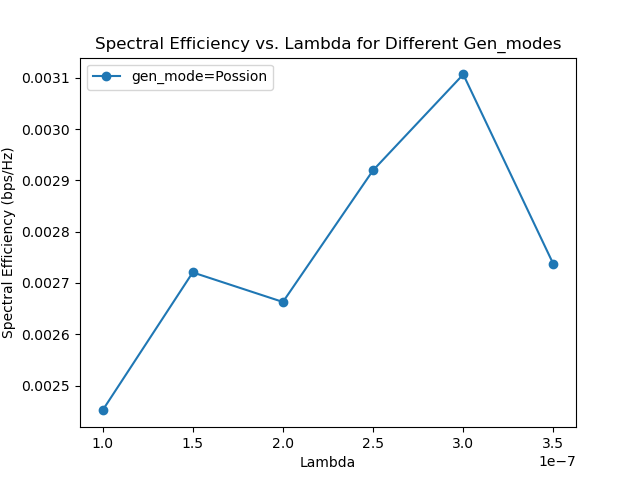 Spectral Efficiency vs. Lambda for Different Gen_modes
gen_mode=Possion
Spectral Efficiency (bps/Hz)
0.0031
0.0030
0.0029
0.0028
0.0027
0.0026
0.0025
1.0 1.5 2.0 2.5 3.0 3.5
1e−7
Lambda